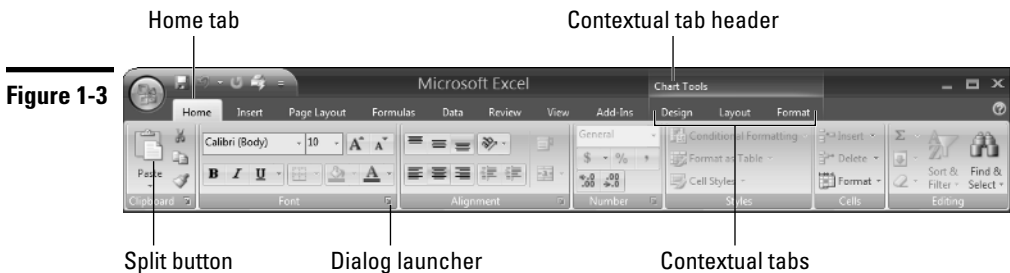 Home tab Contextual tab header
Figure 1-3
Microsoft Excel Chart Tools
Home Insert Page Layout Formulas Data Review View Add-Ins Design Layout Format
Calibri (Body) 10 A A General Conditional Formatting Insert Σ
Paste $ % , Format as Table Delete Sort & Find &
B I U A .00 .00 Cell Styles Format Filter Select
Clipboard Font Alignment Number Styles Cells Editing
Split button Dialog launcher Contextual tabs